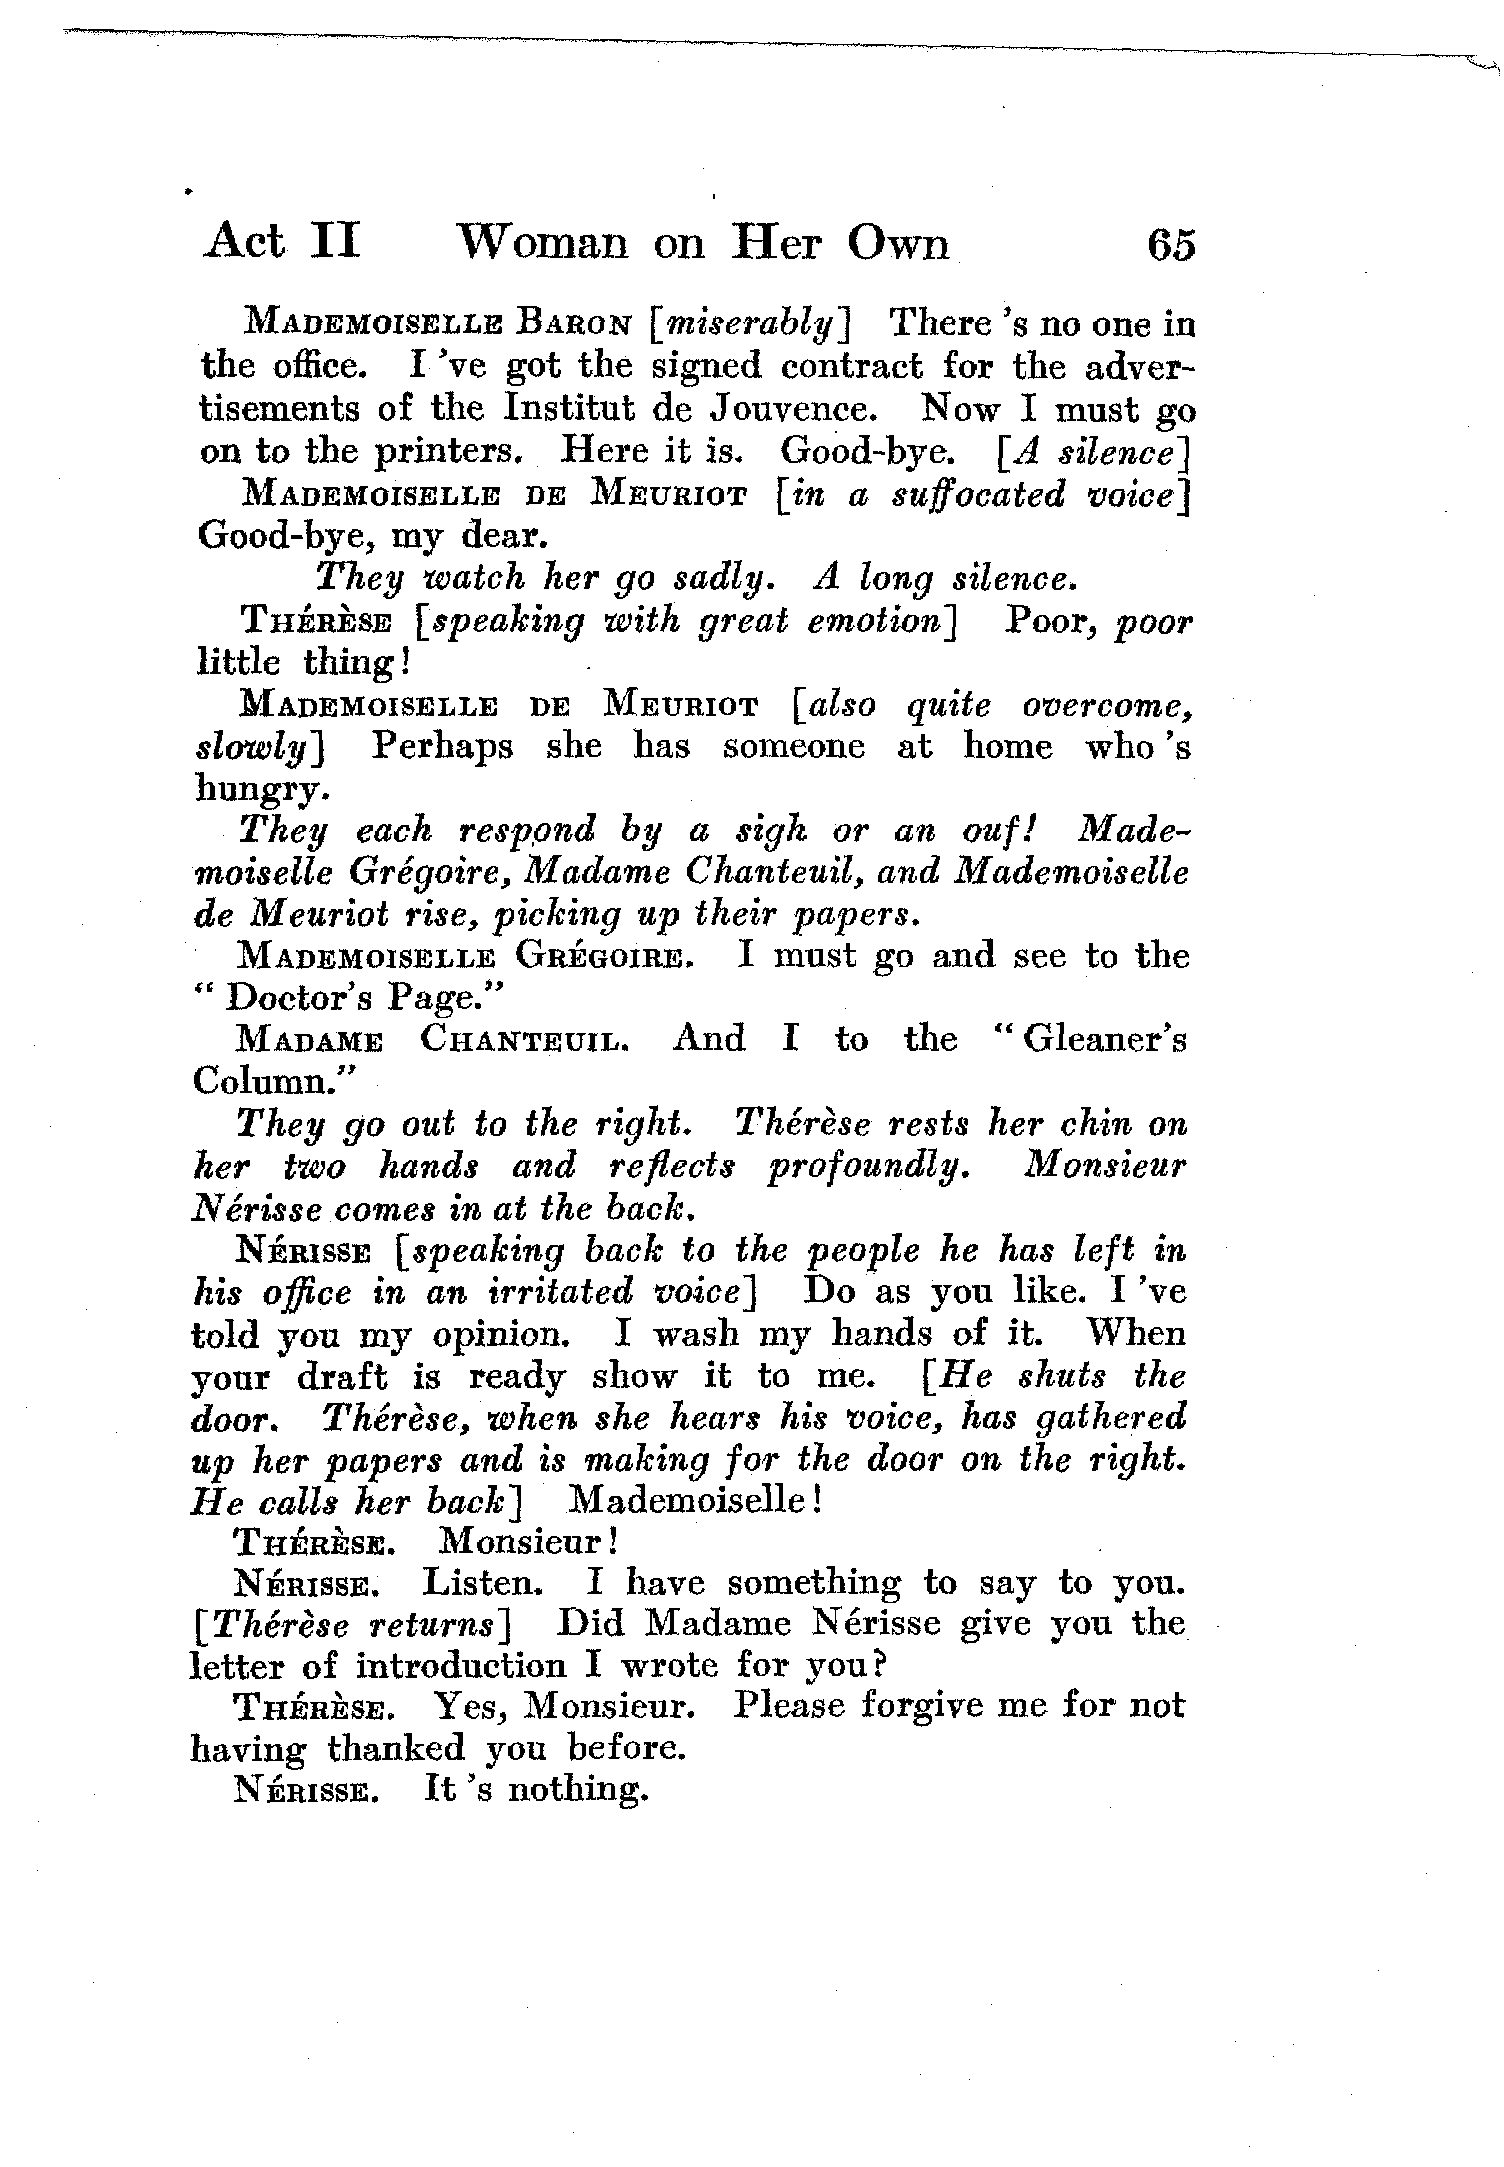 Act II Woman on Her Own 65
MADEMOISELLE BARON [miserably] There 's no one in
the office. I 've got the signed contract for the adver-
tisements of the Institut de Jouvence. Now I must go
on to the printers. Here it is. Good-bye. [A silence]
MADEMOISELLE DE MEURIOT [in a suffocated voice]
Good-bye, my dear.
They watch her go sadly. A long silence.
THÉRÈSE [speaking with great emotion] Poor, poor
little thing!
MADEMOISELLE DE MEURIOT [also quite overcome,
slowly] Perhaps she has someone at home who 's
hungry.
They each respond by a sigh or an ouf! Made-
moiselle Grégoire, Madame Chanteuil, and Mademoiselle
de Meuriot rise, picking up their papers.
MADEMOISELLE GRÉGOIRE. I must go and see to the
" Doctor's Page."
MADAME CHANTEUIL. And I to the " Gleaner's
Column."
They go out to the right. Thérèse rests her chin on
her two hands and reflects profoundly. Monsieur
Nérisse comes in at the back.
NÉRISSE [speaking back to the people he has left in
his office in an irritated voice] Do as you like. I 've
told you my opinion. I wash my hands of it. When
your draft is ready show it to me. [He shuts the
door. Thérèse, when she hears his voice, has gathered
up her papers and is making for the door on the right.
He calls her back] Mademoiselle!
THÉRÈSE. Monsieur!
NÉRISSE. Listen. I have something to say to you.
[Thérèse returns] Did Madame Nérisse give you the
letter of introduction I wrote for you?
THÉRÈSE. Yes, Monsieur. Please forgive me for not
having thanked you before.
NÉRISSE. It 's nothing.